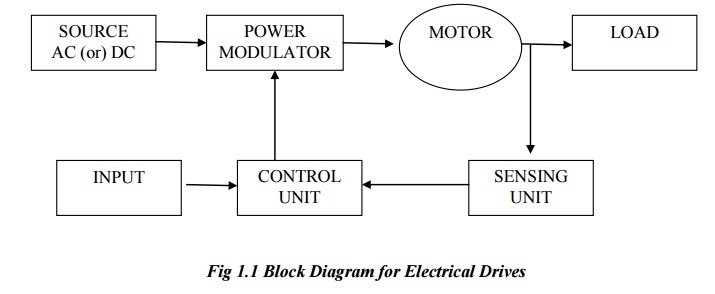 SOURCE
AC (or) DC
POWER
MODULATOR
MOTOR
LOAD
INPUT
CONTROL
UNIT
SENSING
UNIT
Fig 1.1 Block Diagram for Electrical Drives